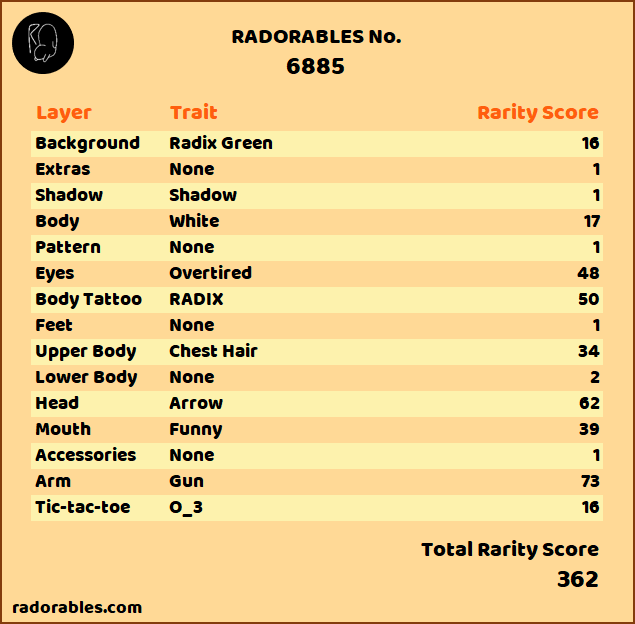 RADORABLES No.
6885
Layer Trait Rarity Score
Background Radix Green 16
Extras None 1
Shadow Shadow 1
Body White 17
Pattern None 1
Eyes Overtired 48
Body Tattoo RADIX 50
Feet None 1
Upper Body Chest Hair 34
Lower Body None 2
Head Arrow 62
Mouth Funny 39
Accessories None 1
Arm Gun 73
Tic-tac-toe O_3 16
Total Rarity Score
362
radorables.com